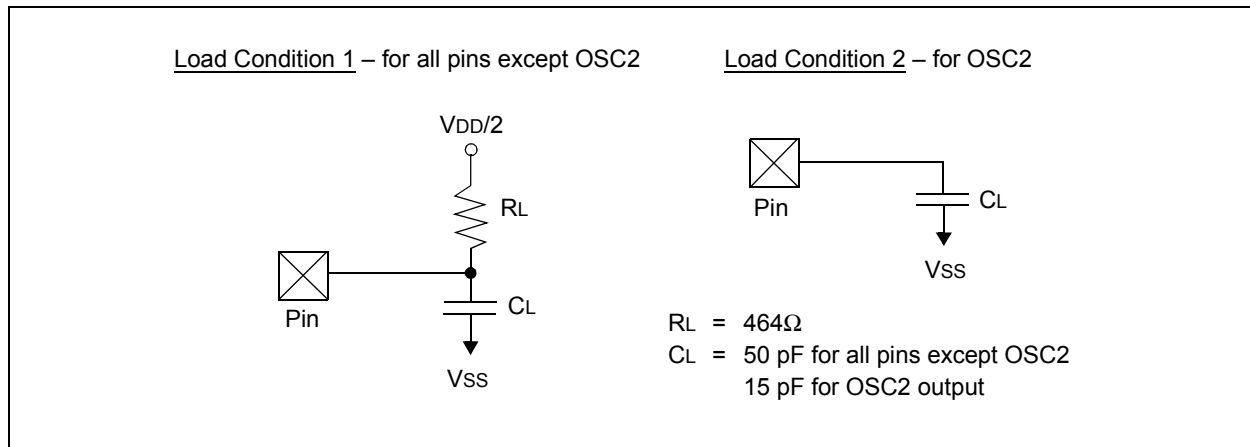 Load Condition 1 – for all pins except OSC2
VDD/2
RL
Pin
CL
VSS
Load Condition 2 – for OSC2
Pin
CL
VSS
RL = 464Ω
CL = 50 pF for all pins except OSC2
15 pF for OSC2 output